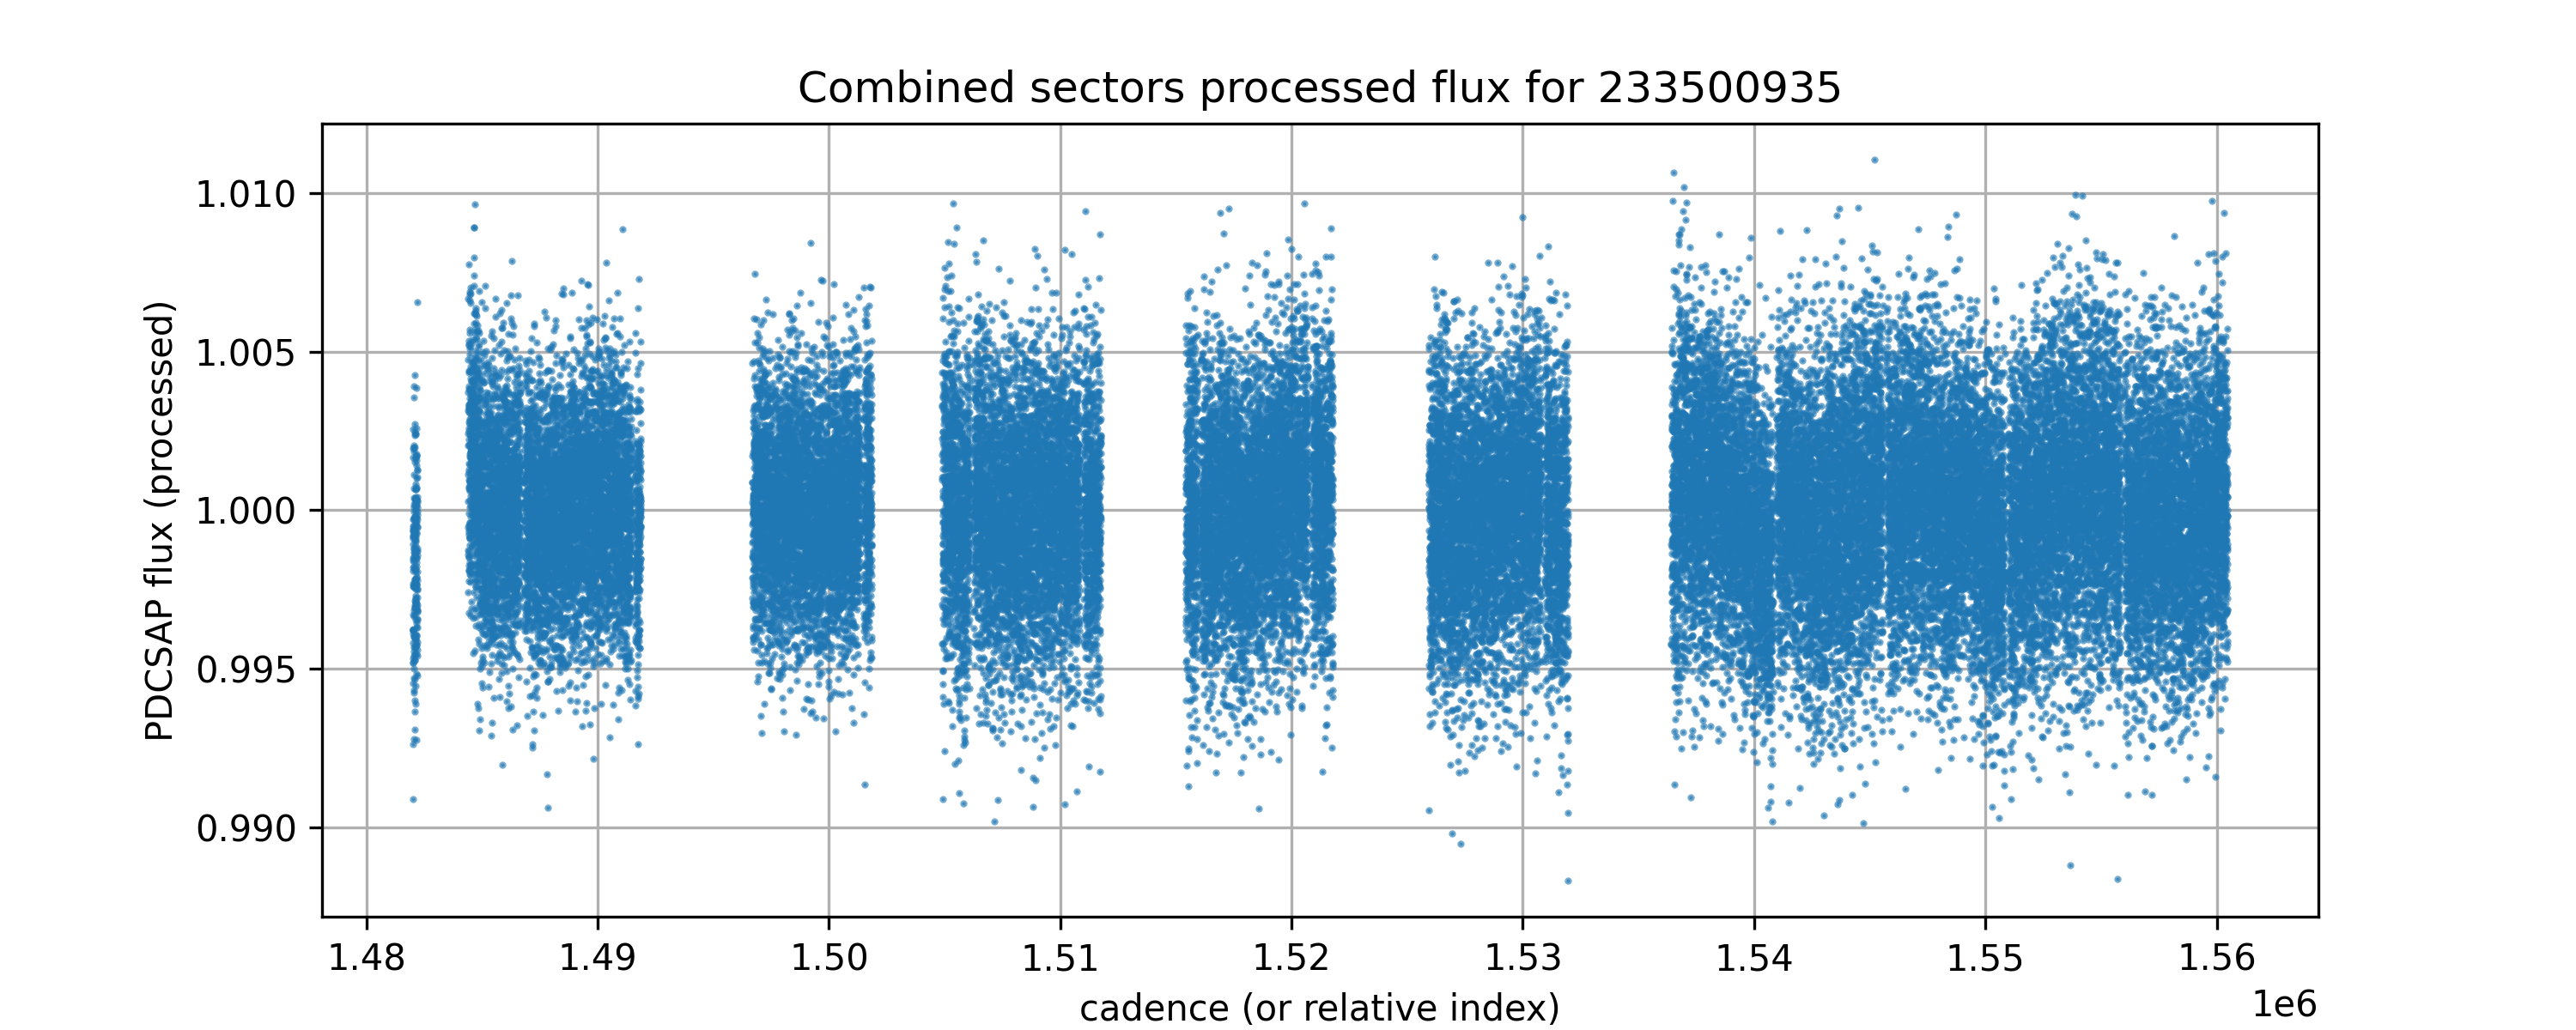 Combined sectors processed flux for 233500935
PDCSAP flux (processed)
1.010
1.005
1.000
0.995
0.990
1.48 1.49 1.50 1.51 1.52 1.53 1.54 1.55 1.56
cadence (or relative index)
1e6